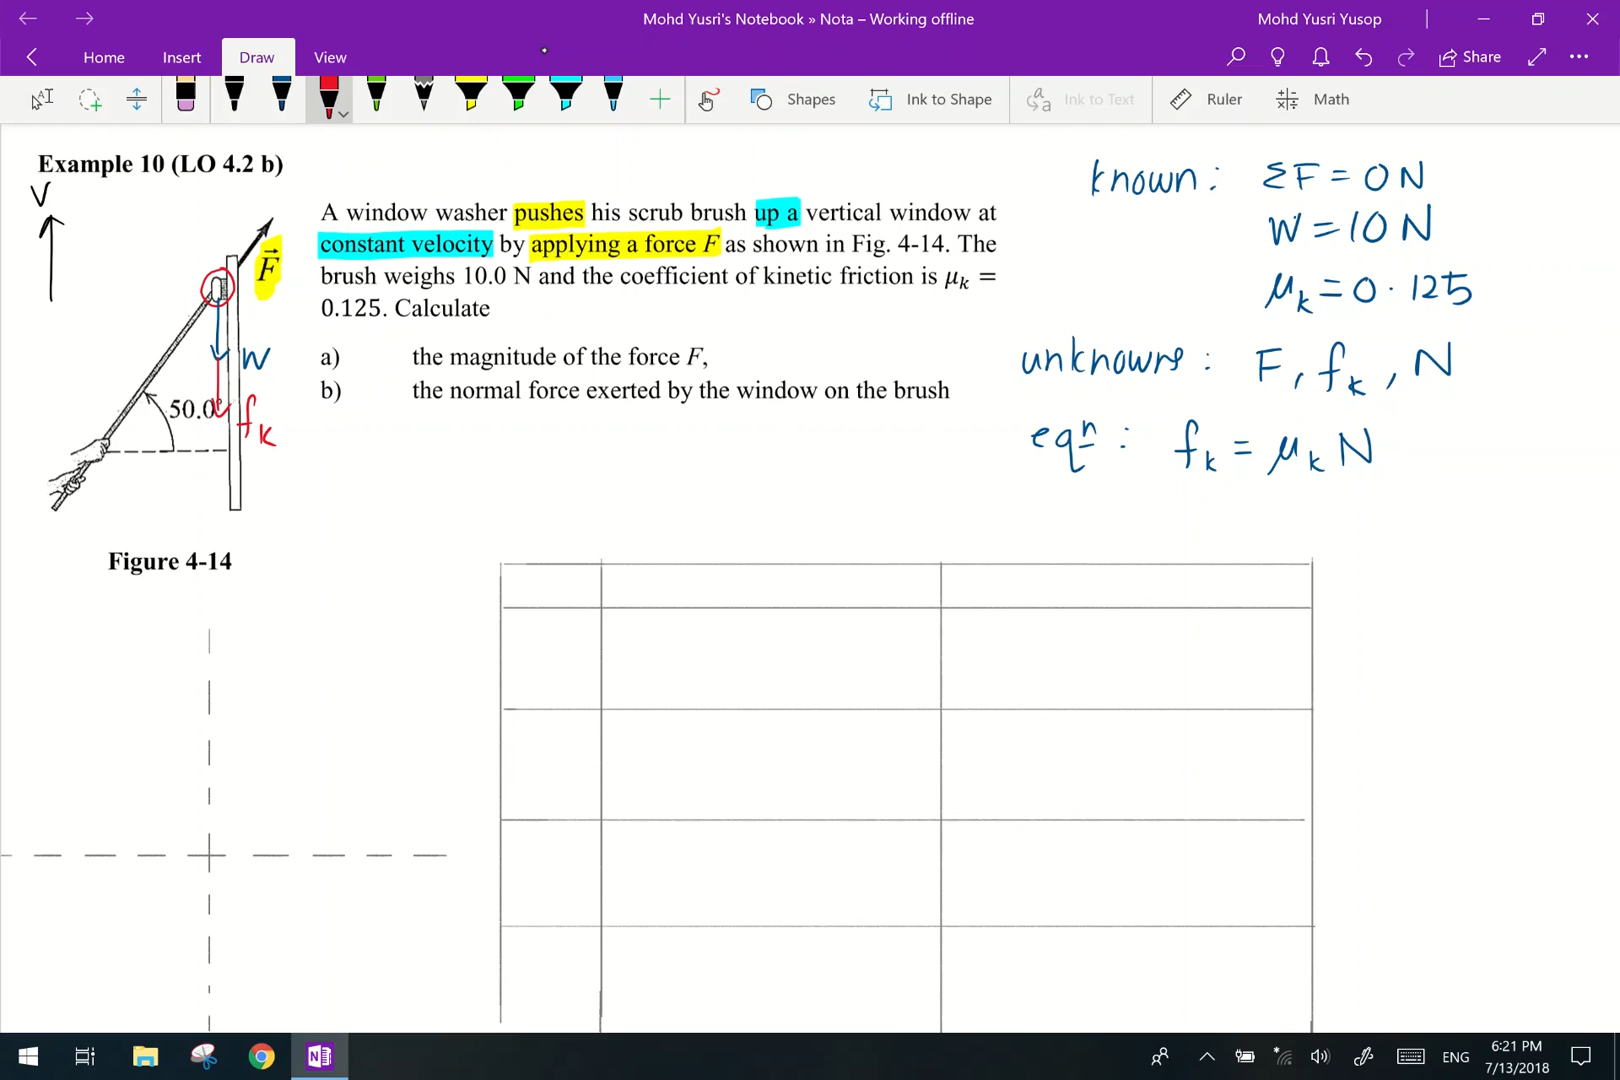 Mohd Yusri's Notebook » Nota – Working offline
Mohd Yusri Yusop
Home Insert Draw View
Share
Shapes
Ink to Shape
Ink to Text
Ruler
Math
Example 10 (LO 4.2 b)
V
A window washer pushes his scrub brush up a vertical window at
constant velocity by applying a force F as shown in Fig. 4-14. The
brush weighs 10.0 N and the coefficient of kinetic friction is μk =
0.125. Calculate
a) the magnitude of the force F,
b) the normal force exerted by the window on the brush
F
W
50.0°
fk
Figure 4-14
known : ΣF = 0 N
W = 10 N
μk = 0.125
unknowns : F, fk, N
eqn : fk = μk N
ENG
6:21 PM
7/13/2018